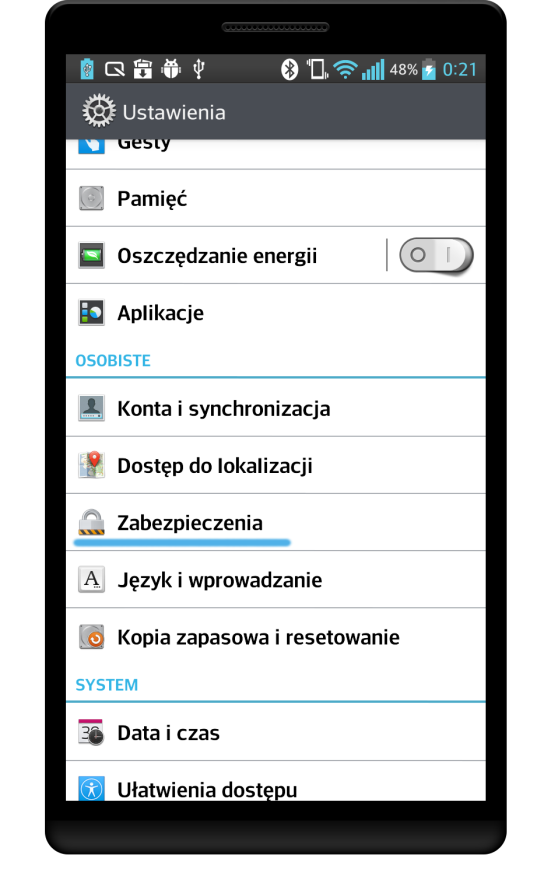 48% 0:21
Ustawienia
Gesty
Pamięć
Oszczędzanie energii
Aplikacje
OSOBISTE
Konta i synchronizacja
Dostęp do lokalizacji
Zabezpieczenia
A
Język i wprowadzanie
Kopia zapasowa i resetowanie
SYSTEM
Data i czas
Ułatwienia dostępu